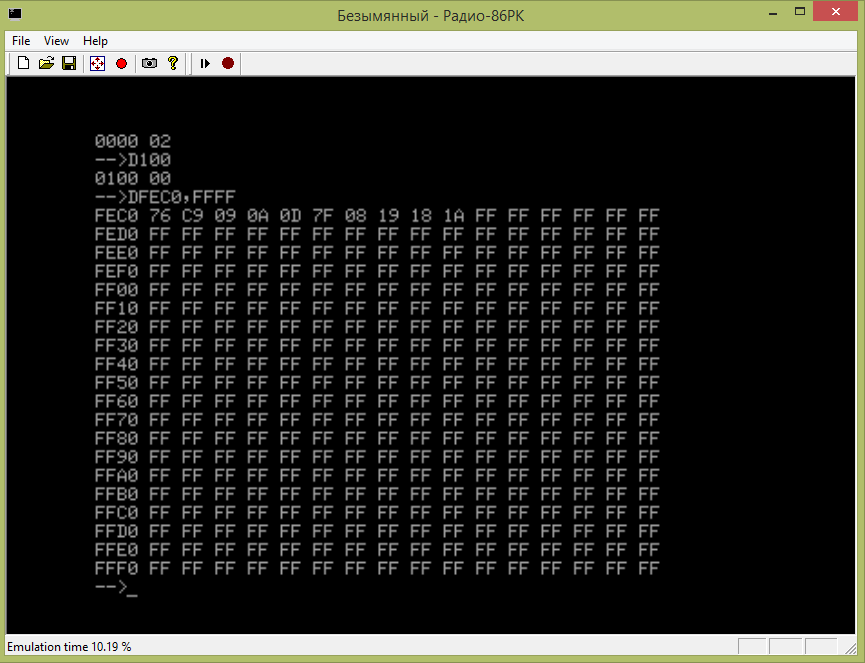 Безымянный - Радио-86РК
File View Help
0000 02
-->D100
0100 00
-->DFEC0,FFFF
FEC0 76 C9 09 0A 0D 7F 08 19 18 1A FF FF FF FF FF FF
FED0 FF FF FF FF FF FF FF FF FF FF FF FF FF FF FF FF
FEE0 FF FF FF FF FF FF FF FF FF FF FF FF FF FF FF FF
FEF0 FF FF FF FF FF FF FF FF FF FF FF FF FF FF FF FF
FF00 FF FF FF FF FF FF FF FF FF FF FF FF FF FF FF FF
FF10 FF FF FF FF FF FF FF FF FF FF FF FF FF FF FF FF
FF20 FF FF FF FF FF FF FF FF FF FF FF FF FF FF FF FF
FF30 FF FF FF FF FF FF FF FF FF FF FF FF FF FF FF FF
FF40 FF FF FF FF FF FF FF FF FF FF FF FF FF FF FF FF
FF50 FF FF FF FF FF FF FF FF FF FF FF FF FF FF FF FF
FF60 FF FF FF FF FF FF FF FF FF FF FF FF FF FF FF FF
FF70 FF FF FF FF FF FF FF FF FF FF FF FF FF FF FF FF
FF80 FF FF FF FF FF FF FF FF FF FF FF FF FF FF FF FF
FF90 FF FF FF FF FF FF FF FF FF FF FF FF FF FF FF FF
FFA0 FF FF FF FF FF FF FF FF FF FF FF FF FF FF FF FF
FFB0 FF FF FF FF FF FF FF FF FF FF FF FF FF FF FF FF
FFC0 FF FF FF FF FF FF FF FF FF FF FF FF FF FF FF FF
FFD0 FF FF FF FF FF FF FF FF FF FF FF FF FF FF FF FF
FFE0 FF FF FF FF FF FF FF FF FF FF FF FF FF FF FF FF
FFF0 FF FF FF FF FF FF FF FF FF FF FF FF FF FF FF FF
-->_
Emulation time 10.19 %